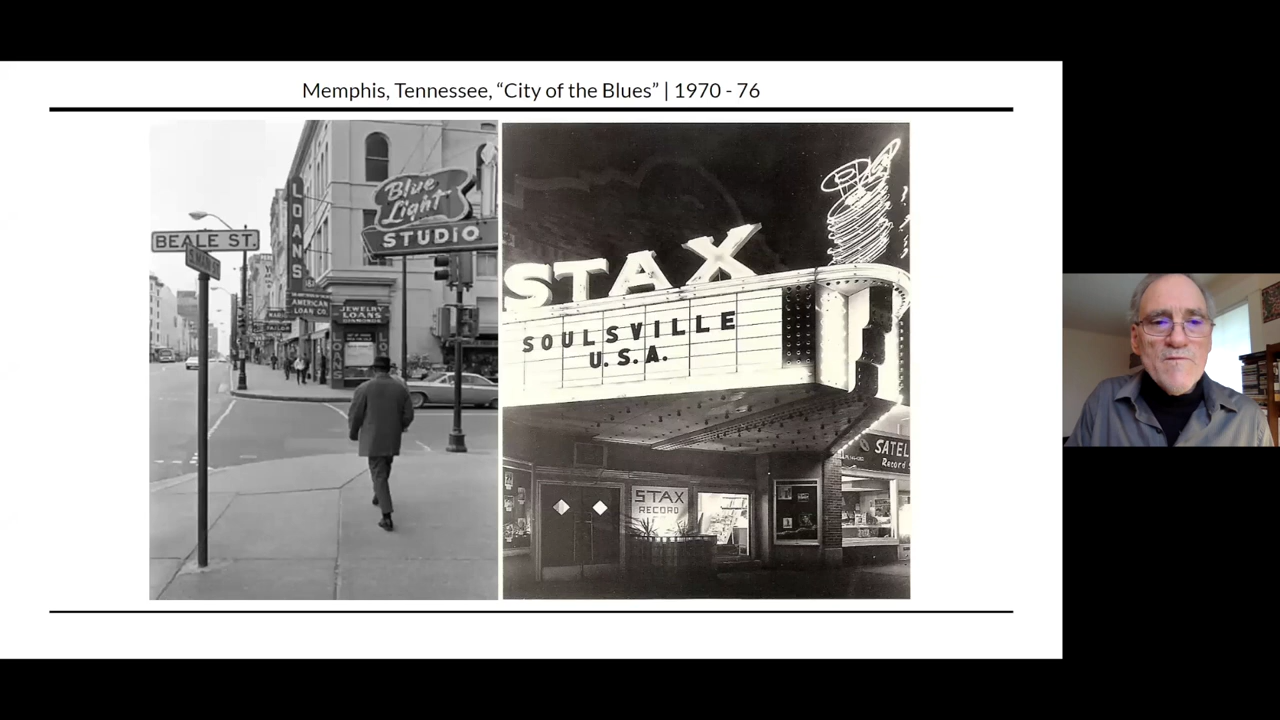 Memphis, Tennessee, “City of the Blues” | 1970 - 76
BEALE ST.
LOANS
Blue
Light
STUDIO
AMERICAN
LOAN CO.
JEWELRY
LOANS
STAX
SOULSVILLE
U.S.A.
STAX
RECORD
SATEL
Record